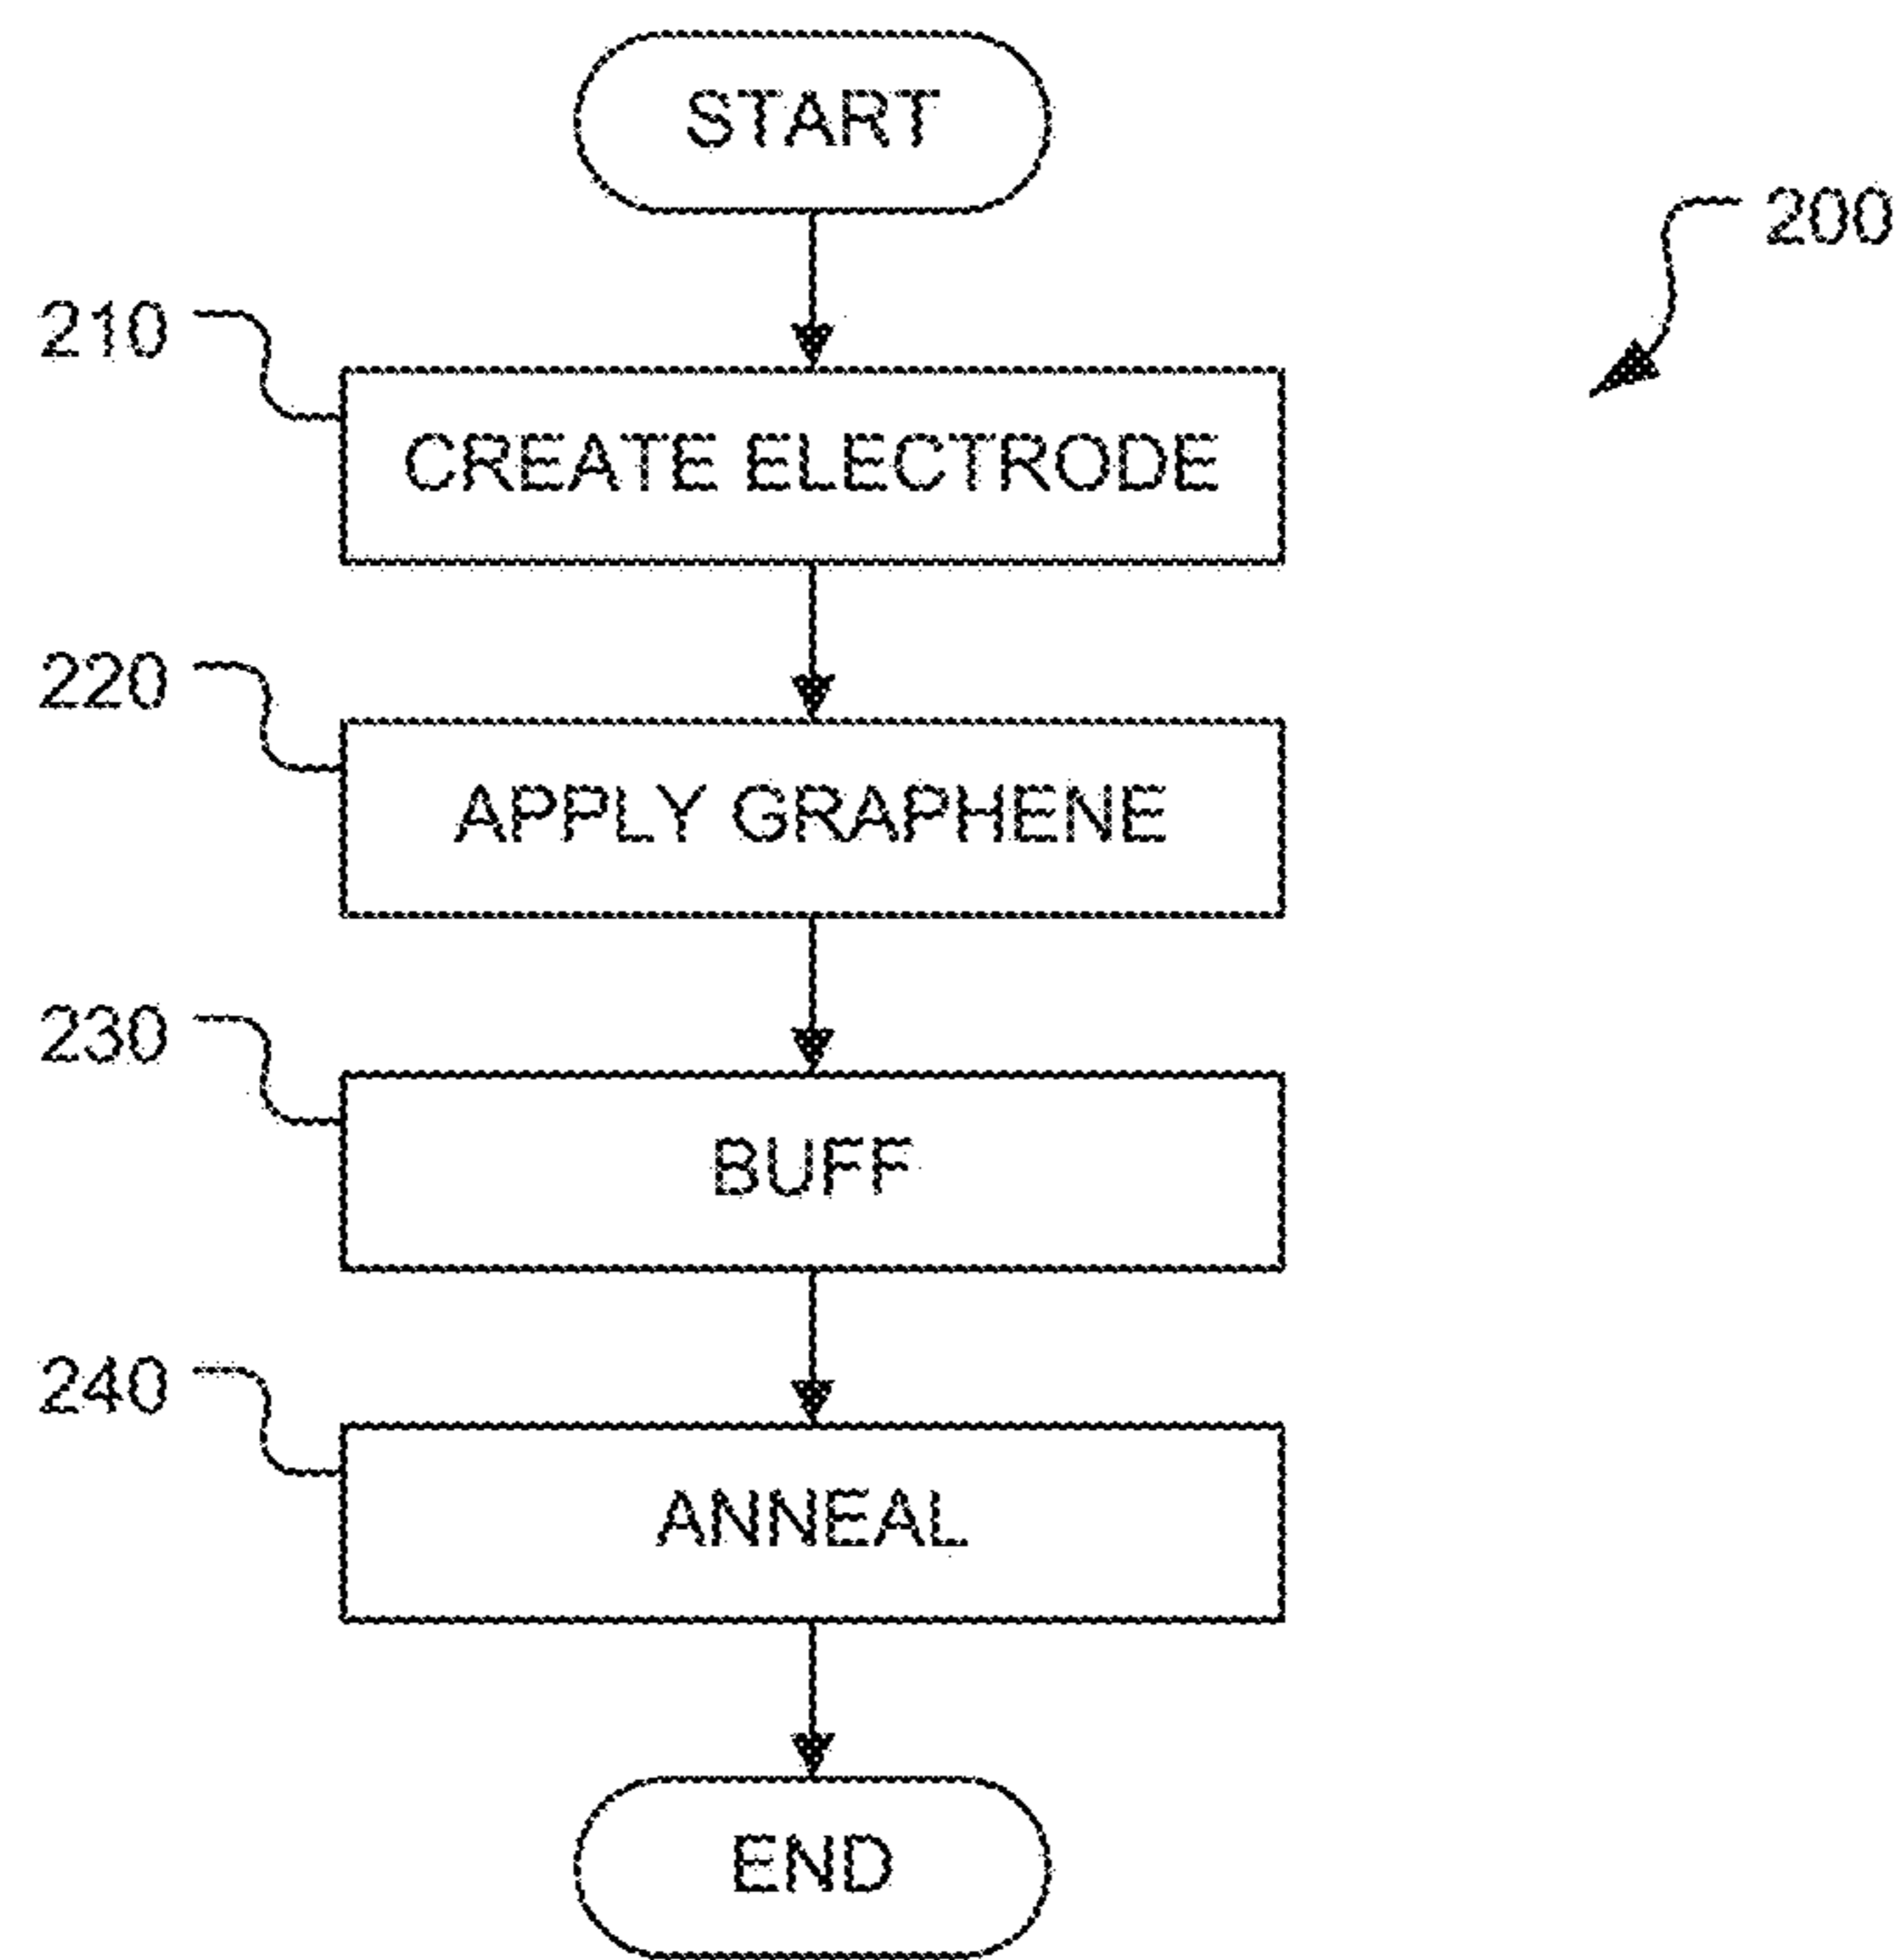 START
200
210
CREATE ELECTRODE
220
APPLY GRAPHENE
230
BUFF
240
ANNEAL
END